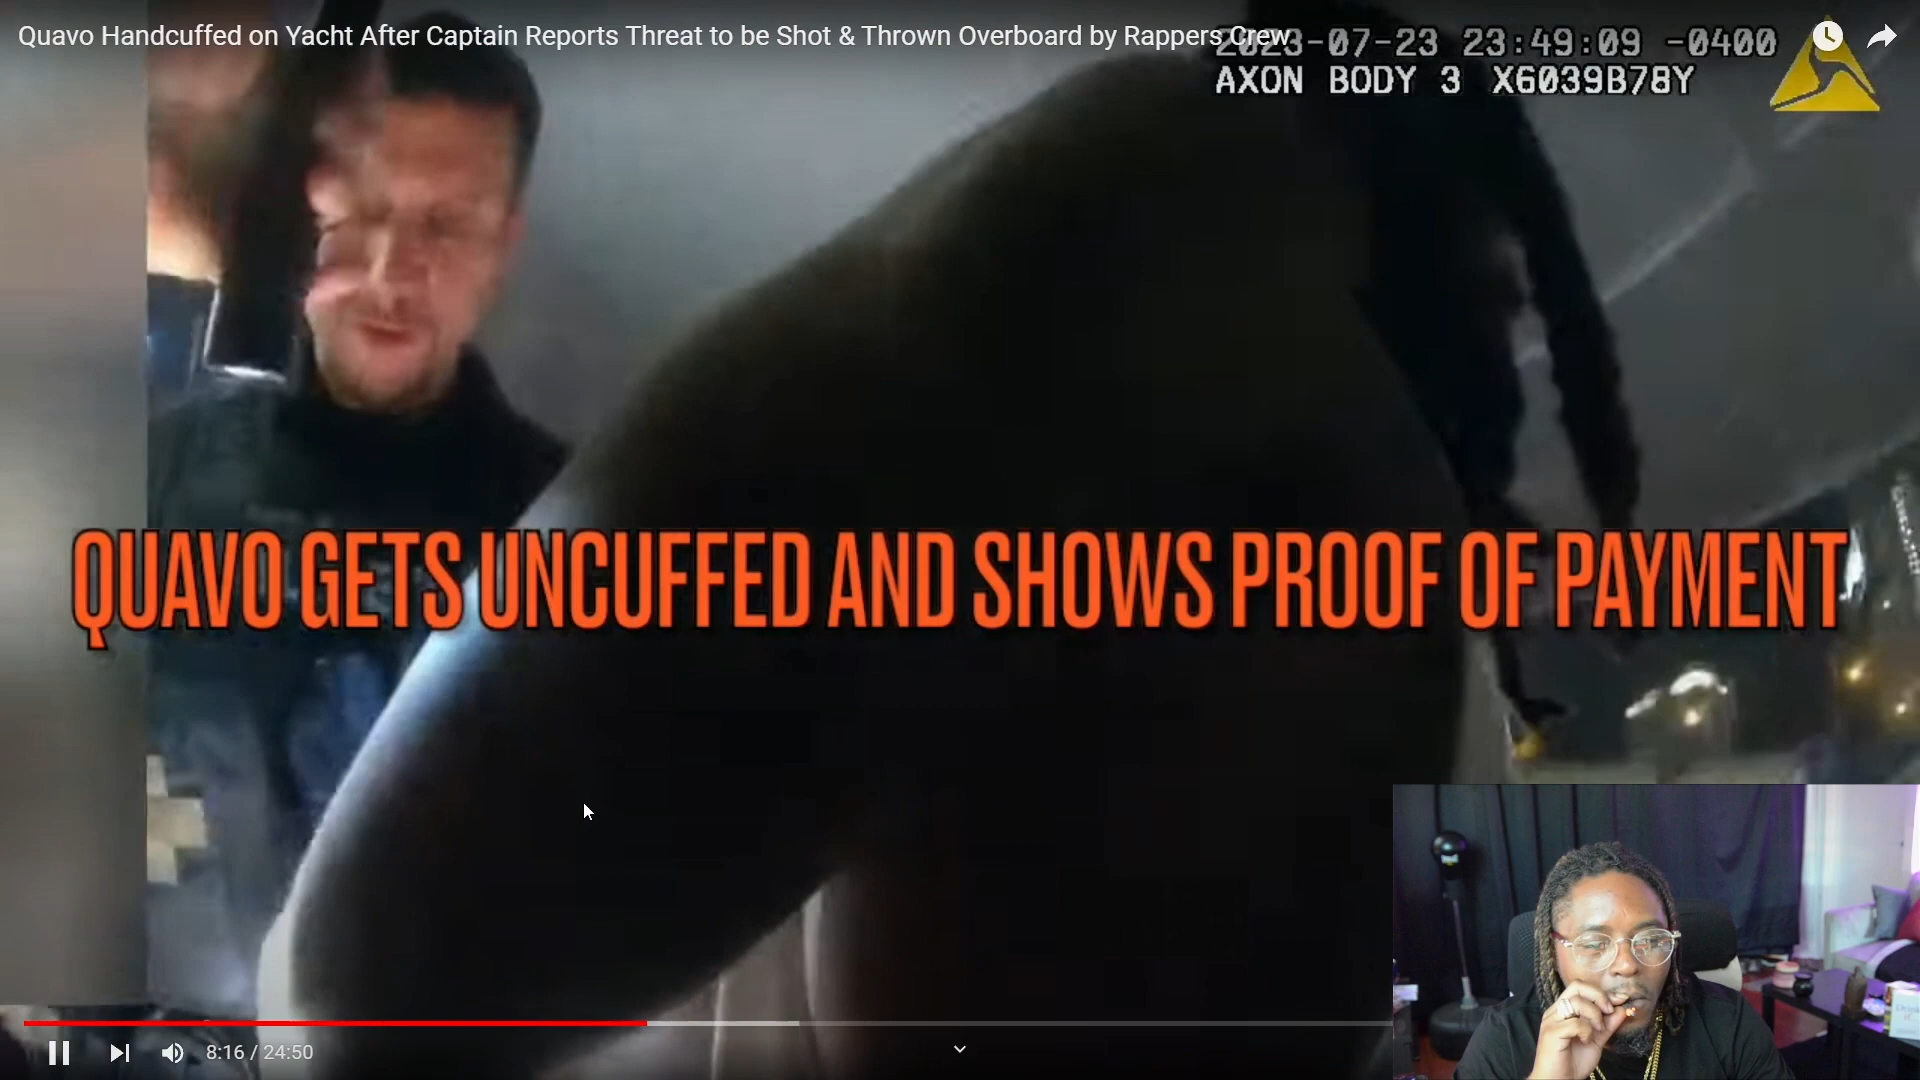 Quavo Handcuffed on Yacht After Captain Reports Threat to be Shot & Thrown Overboard by Rappers Crew
2023-07-23 23:49:09 -0400
AXON BODY 3 X6039B78Y
QUAVO GETS UNCUFFED AND SHOWS PROOF OF PAYMENT
8:16 / 24:50